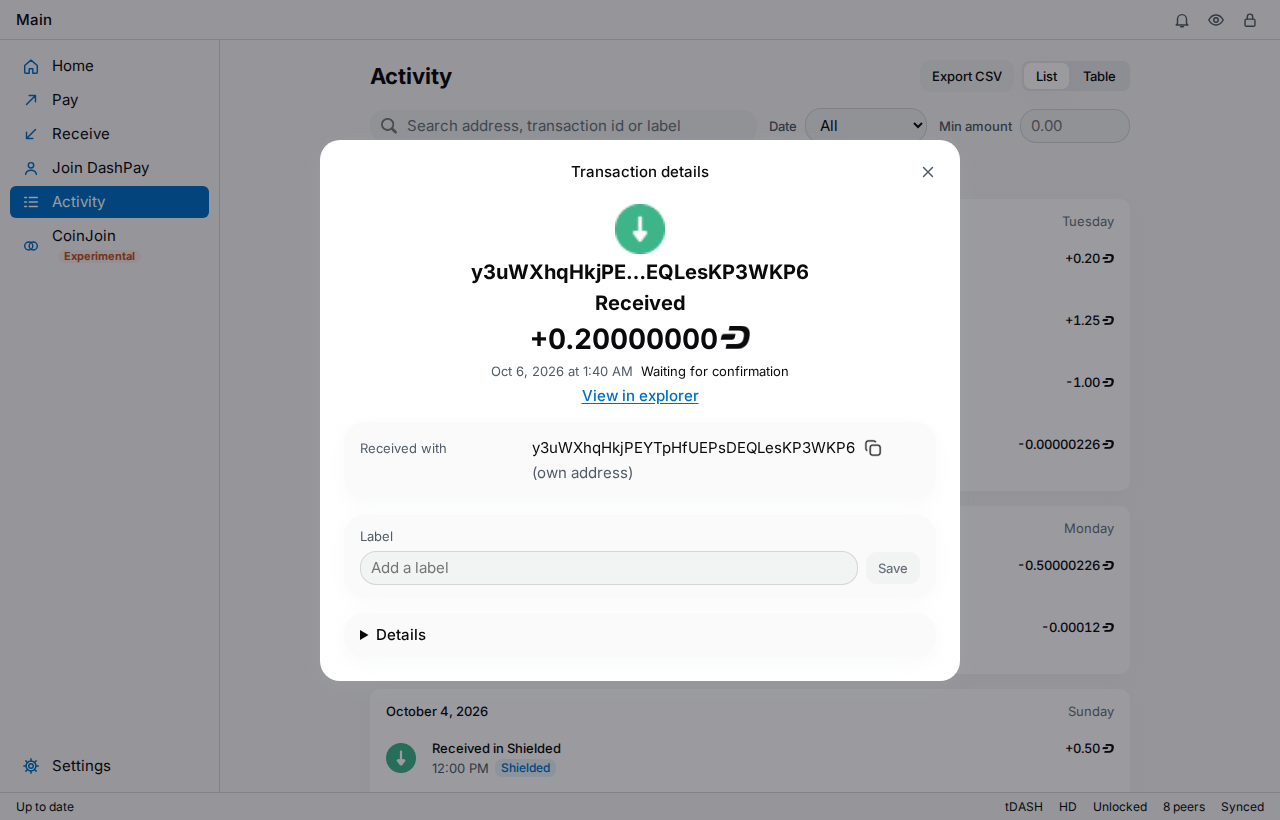 Main
Home
Pay
Receive
Join DashPay
Activity
CoinJoin
Experimental
Settings
Activity
Export CSV
List
Table
Search address, transaction id or label
Date
All
Min amount
0.00
Tuesday
+0.20
+1.25
-1.00
-0.00000226
Monday
-0.50000226
-0.00012
October 4, 2026
Sunday
Received in Shielded
+0.50
12:00 PM
Shielded
Transaction details
y3uWXhqHkjPE...EQLesKP3WKP6
Received
+0.20000000
Oct 6, 2026 at 1:40 AM Waiting for confirmation
View in explorer
Received with
y3uWXhqHkjPEYTpHfUEPsDEQLesKP3WKP6
(own address)
Label
Add a label
Save
Details
Up to date
tDASH
HD
Unlocked
8 peers
Synced